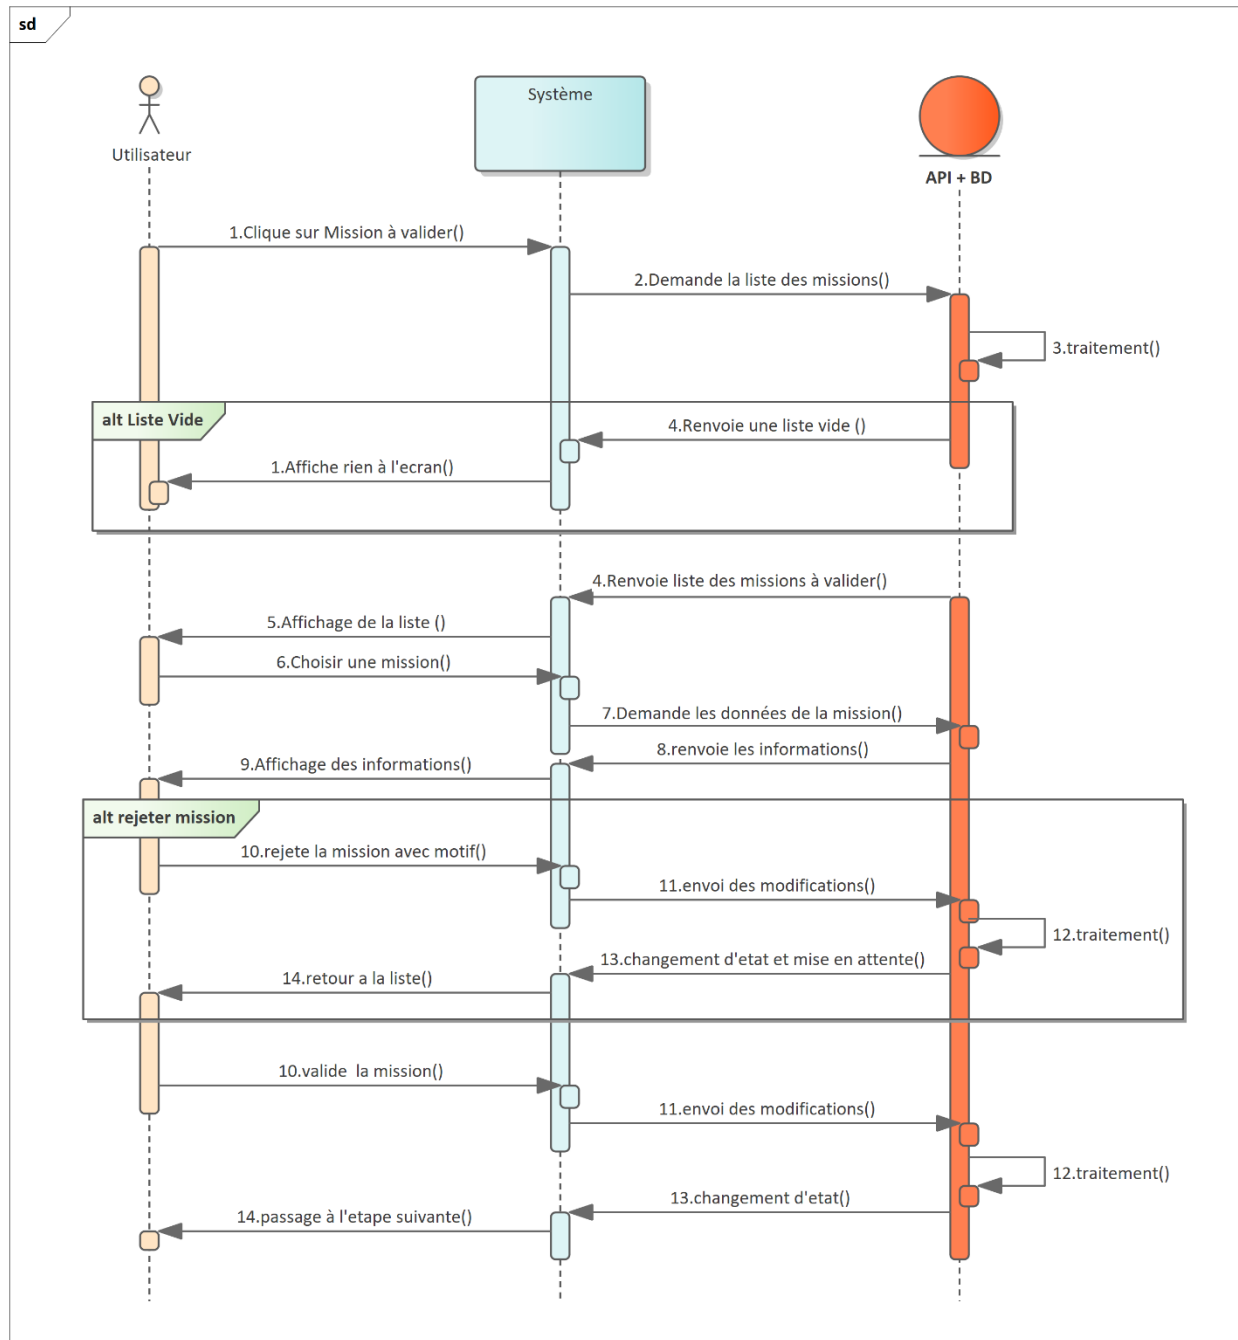 sd
Utilisateur
Système
API + BD
1.Clique sur Mission à valider()
2.Demande la liste des missions()
3.traitement()
alt Liste Vide
4.Renvoie une liste vide ()
1.Affiche rien à l'ecran()
4.Renvoie liste des missions à valider()
5.Affichage de la liste ()
6.Choisir une mission()
7.Demande les données de la mission()
8.renvoie les informations()
9.Affichage des informations()
alt rejeter mission
10.rejete la mission avec motif()
11.envoi des modifications()
12.traitement()
13.changement d'etat et mise en attente()
14.retour a la liste()
10.valide  la mission()
11.envoi des modifications()
12.traitement()
13.changement d'etat()
14.passage à l'etape suivante()